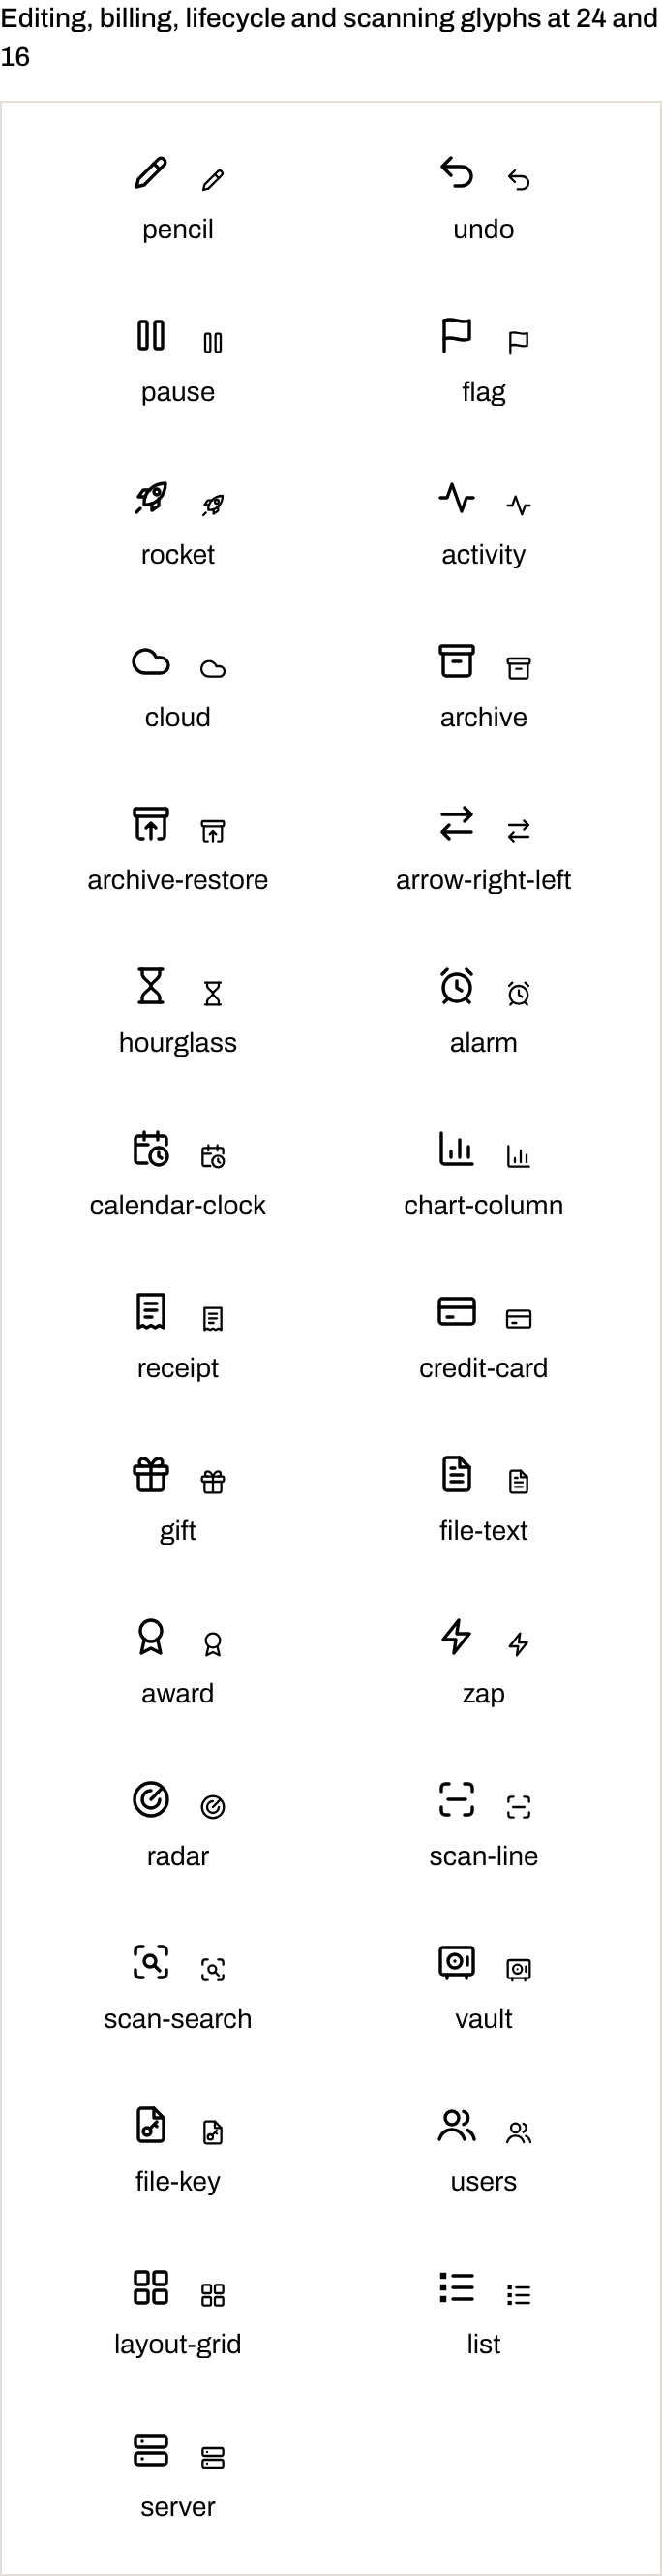 Editing, billing, lifecycle and scanning glyphs at 24 and
16
pencil
undo
pause
flag
rocket
activity
cloud
archive
archive-restore
arrow-right-left
hourglass
alarm
calendar-clock
chart-column
receipt
credit-card
gift
file-text
award
zap
radar
scan-line
scan-search
vault
file-key
users
layout-grid
list
server